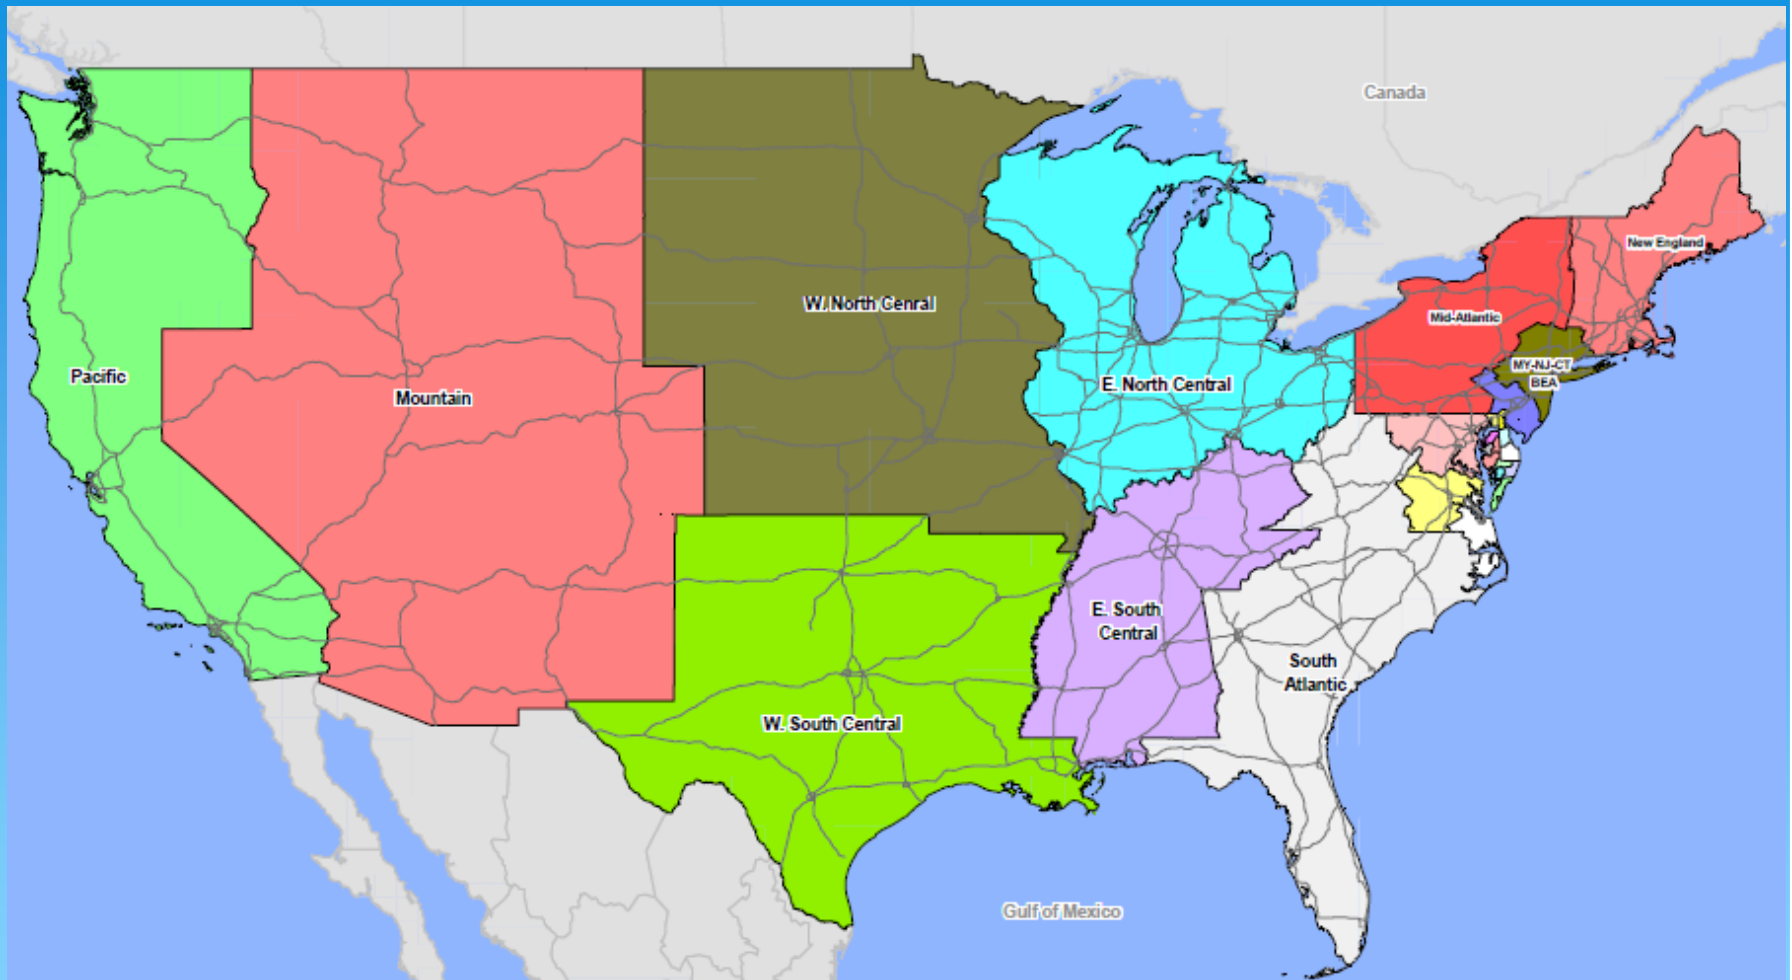 Canada
New England
W. North Cenral
Mid-Atlantic
Pacific
MY-NJ-CT
BEA
E. North Central
Mountain
E. South
Central
South
Atlantic
W. South Central
Gulf of Mexico